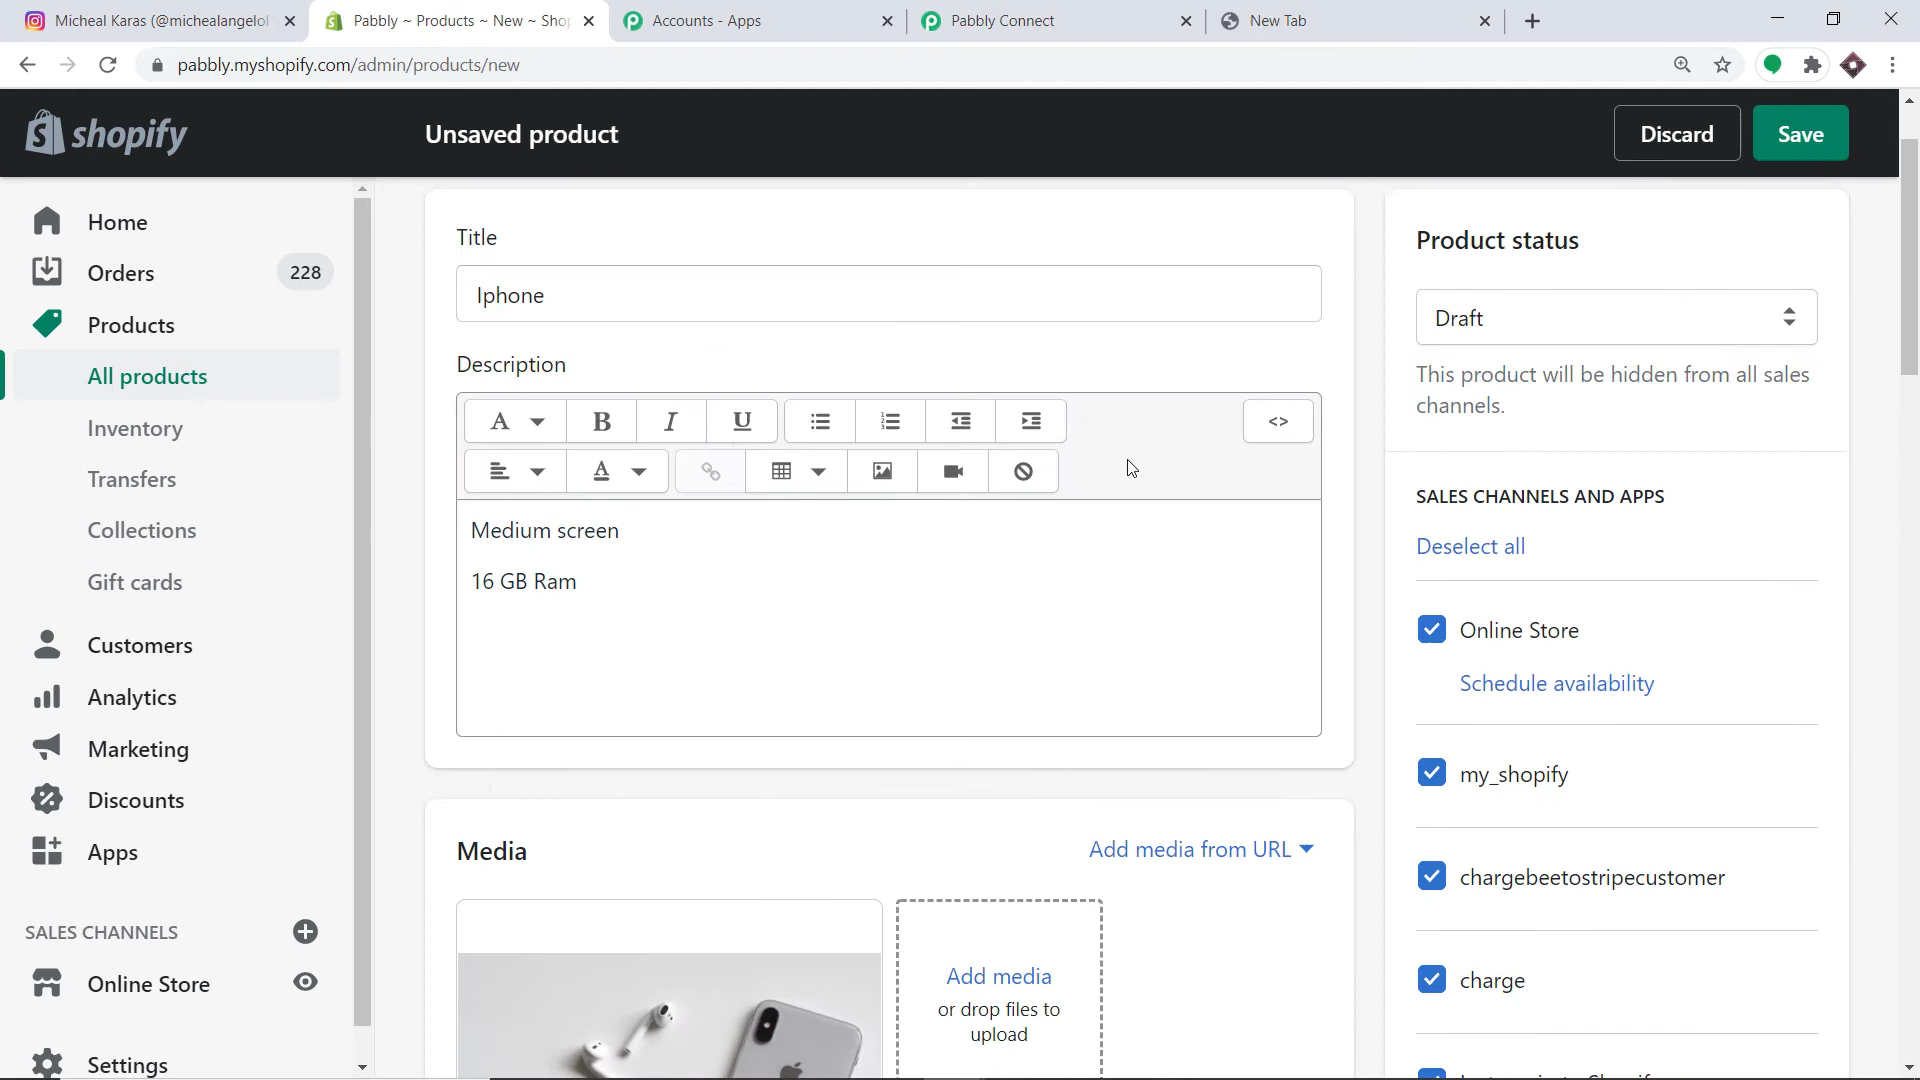 Micheal Karas (@michealangelol
Pabbly ~ Products ~ New ~ Shop
Accounts - Apps
Pabbly Connect
New Tab
pabbly.myshopify.com/admin/products/new
shopify
Unsaved product
Discard
Save
Home
Orders
228
Products
All products
Inventory
Transfers
Collections
Gift cards
Customers
Analytics
Marketing
Discounts
Apps
SALES CHANNELS
Online Store
Settings
Title
Iphone
Description
A
B
I
U
<>
A
Medium screen
16 GB Ram
Media
Add media from URL
Add media
or drop files to
upload
Product status
Draft
This product will be hidden from all sales
channels.
SALES CHANNELS AND APPS
Deselect all
Online Store
Schedule availability
my_shopify
chargebeetostripecustomer
charge